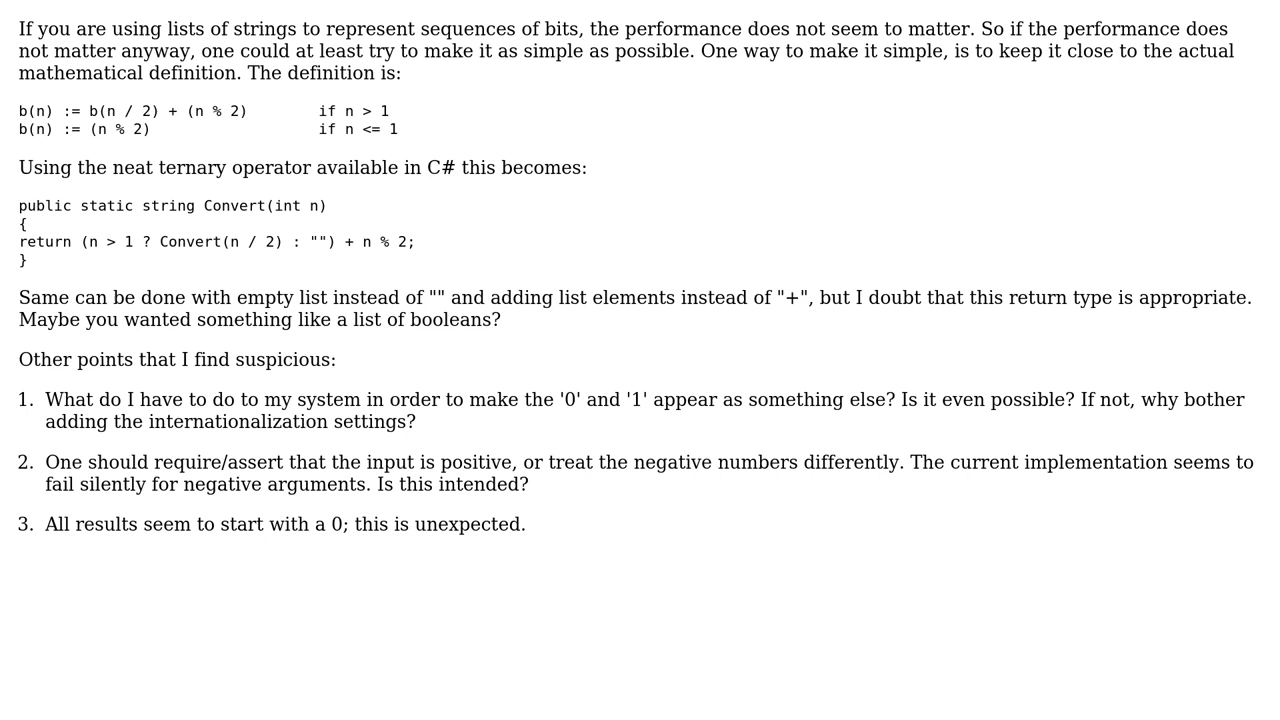 If you are using lists of strings to represent sequences of bits, the performance does not seem to matter. So if the performance does
not matter anyway, one could at least try to make it as simple as possible. One way to make it simple, is to keep it close to the actual
mathematical definition. The definition is:
b(n) := b(n / 2) + (n % 2)        if n > 1
b(n) := (n % 2)                   if n <= 1
Using the neat ternary operator available in C# this becomes:
public static string Convert(int n)
{
return (n > 1 ? Convert(n / 2) : "") + n % 2;
}
Same can be done with empty list instead of "" and adding list elements instead of "+", but I doubt that this return type is appropriate.
Maybe you wanted something like a list of booleans?
Other points that I find suspicious:
1. What do I have to do to my system in order to make the '0' and '1' appear as something else? Is it even possible? If not, why bother
adding the internationalization settings?
2. One should require/assert that the input is positive, or treat the negative numbers differently. The current implementation seems to
fail silently for negative arguments. Is this intended?
3. All results seem to start with a 0; this is unexpected.